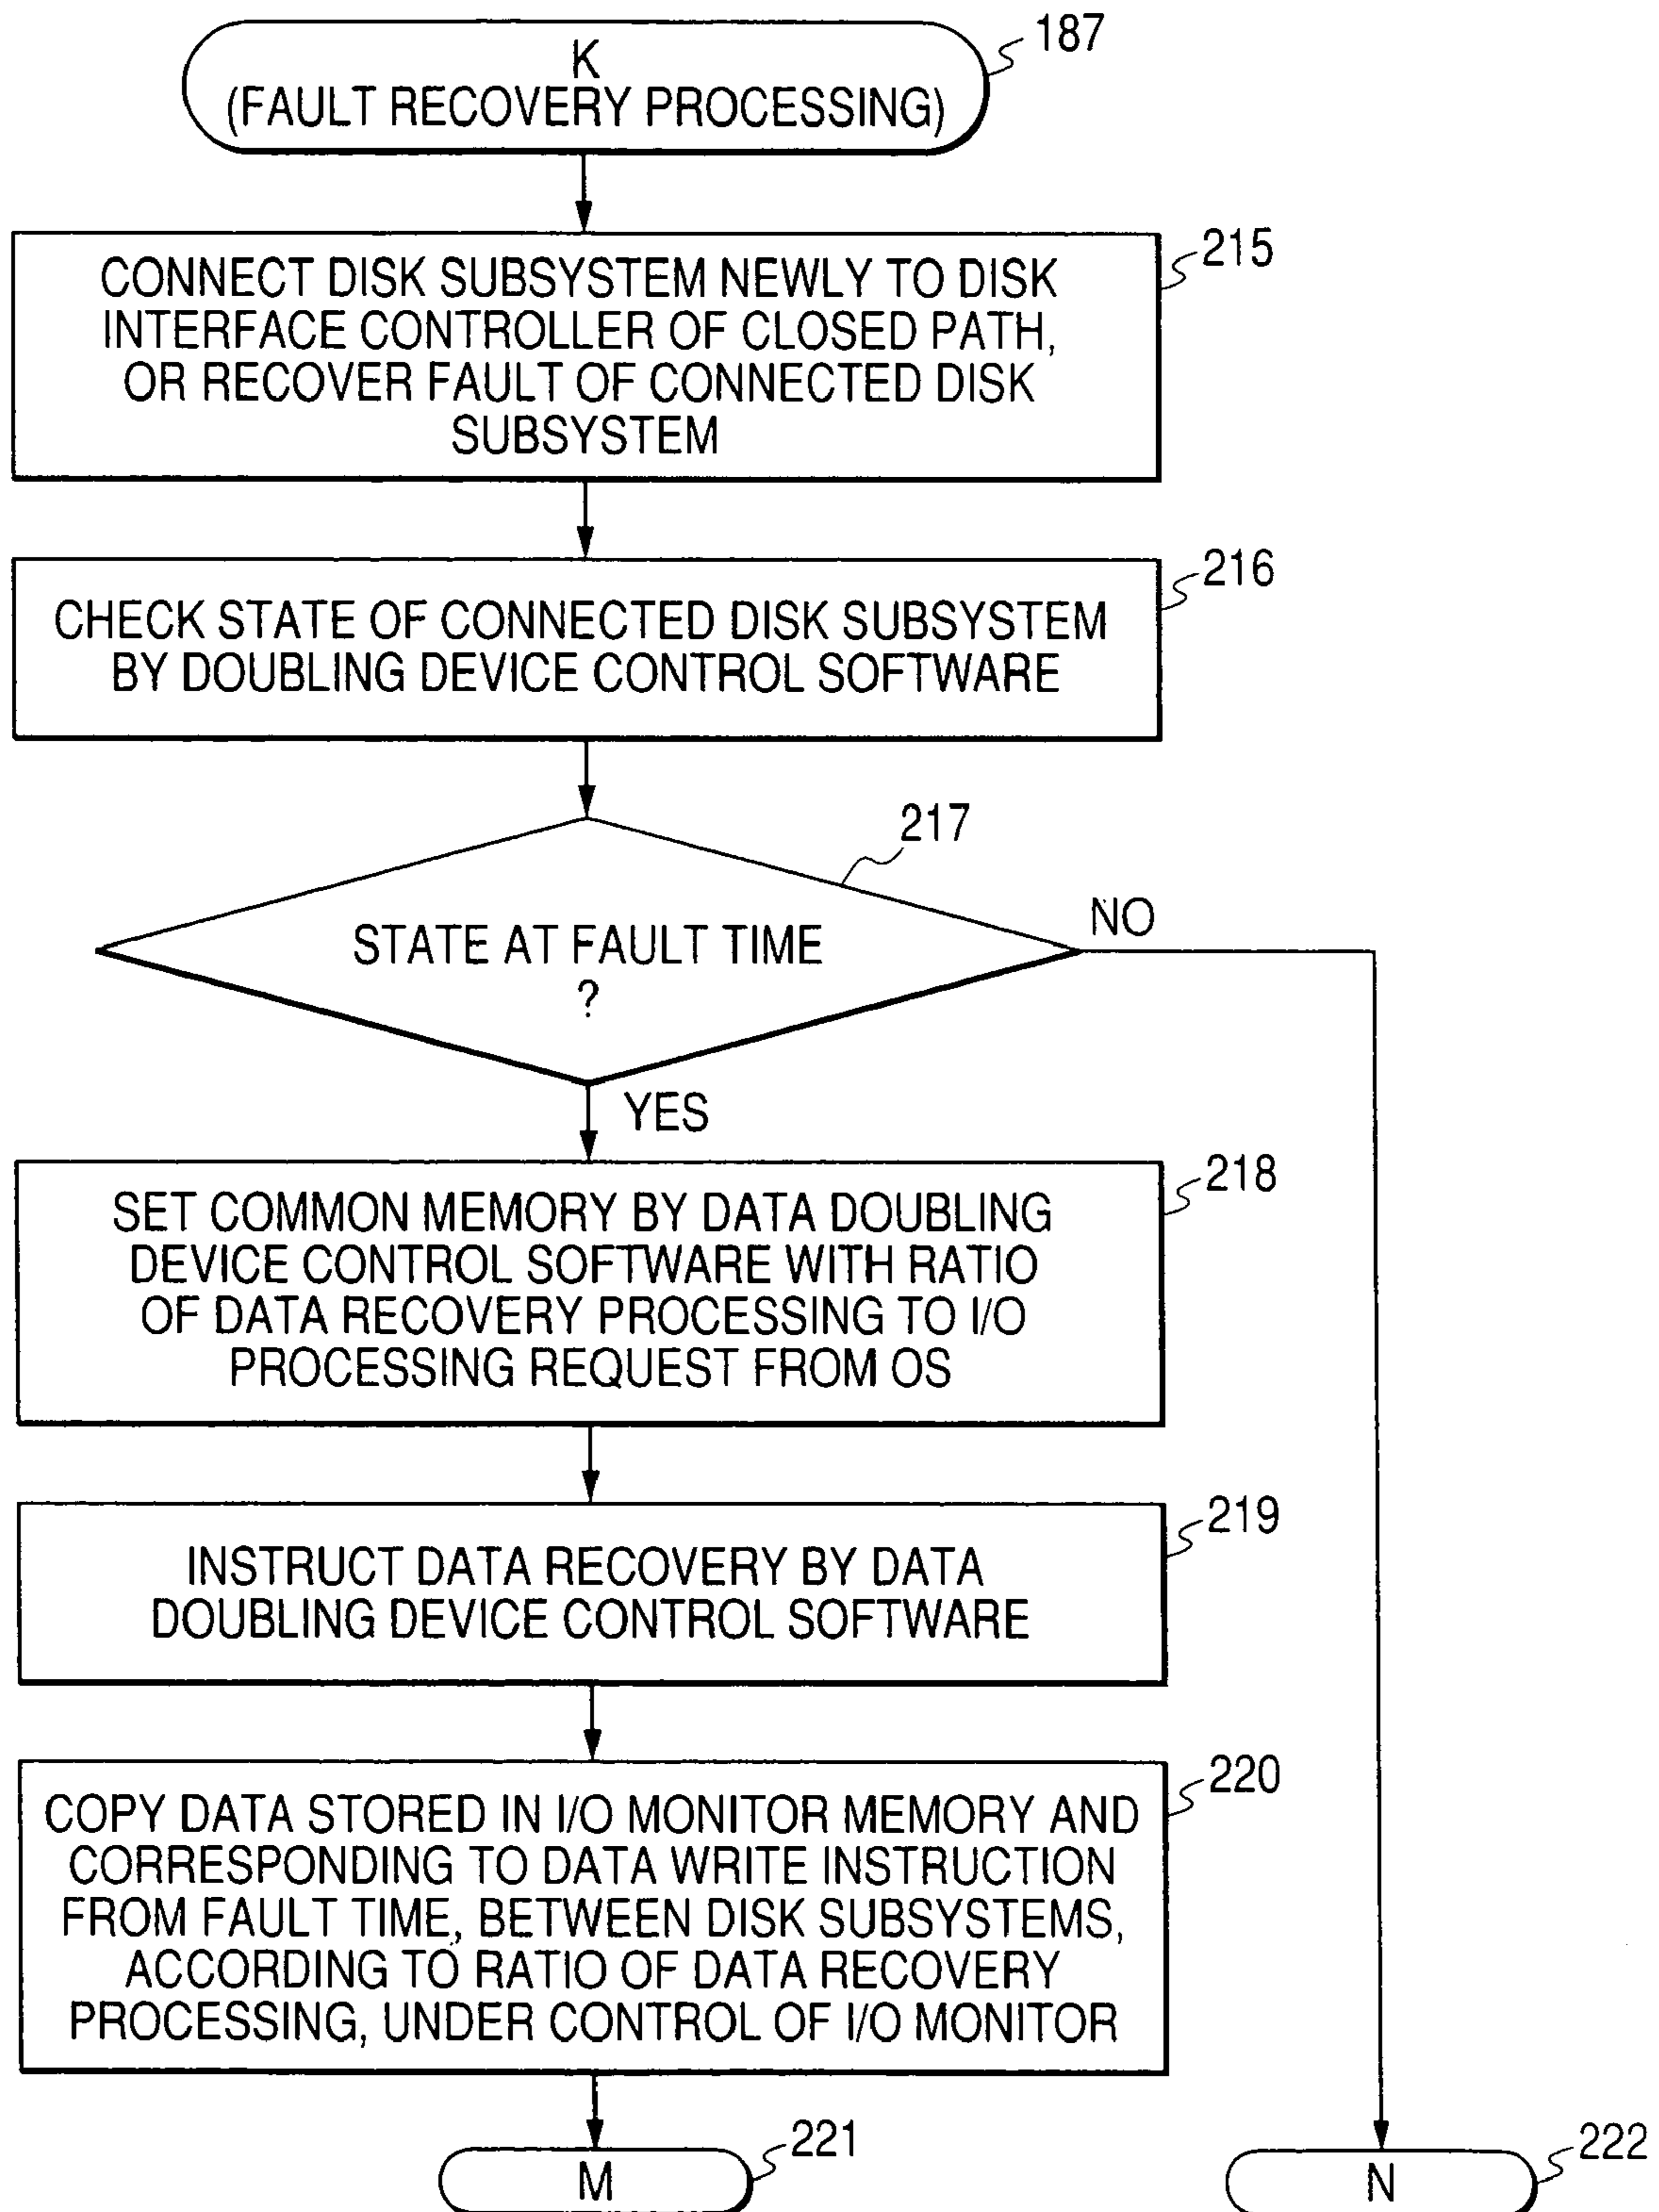 K
(FAULT RECOVERY PROCESSING)
187
CONNECT DISK SUBSYSTEM NEWLY TO DISK
INTERFACE CONTROLLER OF CLOSED PATH,
OR RECOVER FAULT OF CONNECTED DISK
SUBSYSTEM
215
CHECK STATE OF CONNECTED DISK SUBSYSTEM
BY DOUBLING DEVICE CONTROL SOFTWARE
216
217
STATE AT FAULT TIME
?
NO
YES
SET COMMON MEMORY BY DATA DOUBLING
DEVICE CONTROL SOFTWARE WITH RATIO
OF DATA RECOVERY PROCESSING TO I/O
PROCESSING REQUEST FROM OS
218
INSTRUCT DATA RECOVERY BY DATA
DOUBLING DEVICE CONTROL SOFTWARE
219
COPY DATA STORED IN I/O MONITOR MEMORY AND
CORRESPONDING TO DATA WRITE INSTRUCTION
FROM FAULT TIME, BETWEEN DISK SUBSYSTEMS,
ACCORDING TO RATIO OF DATA RECOVERY
PROCESSING, UNDER CONTROL OF I/O MONITOR
220
M
221
N
222